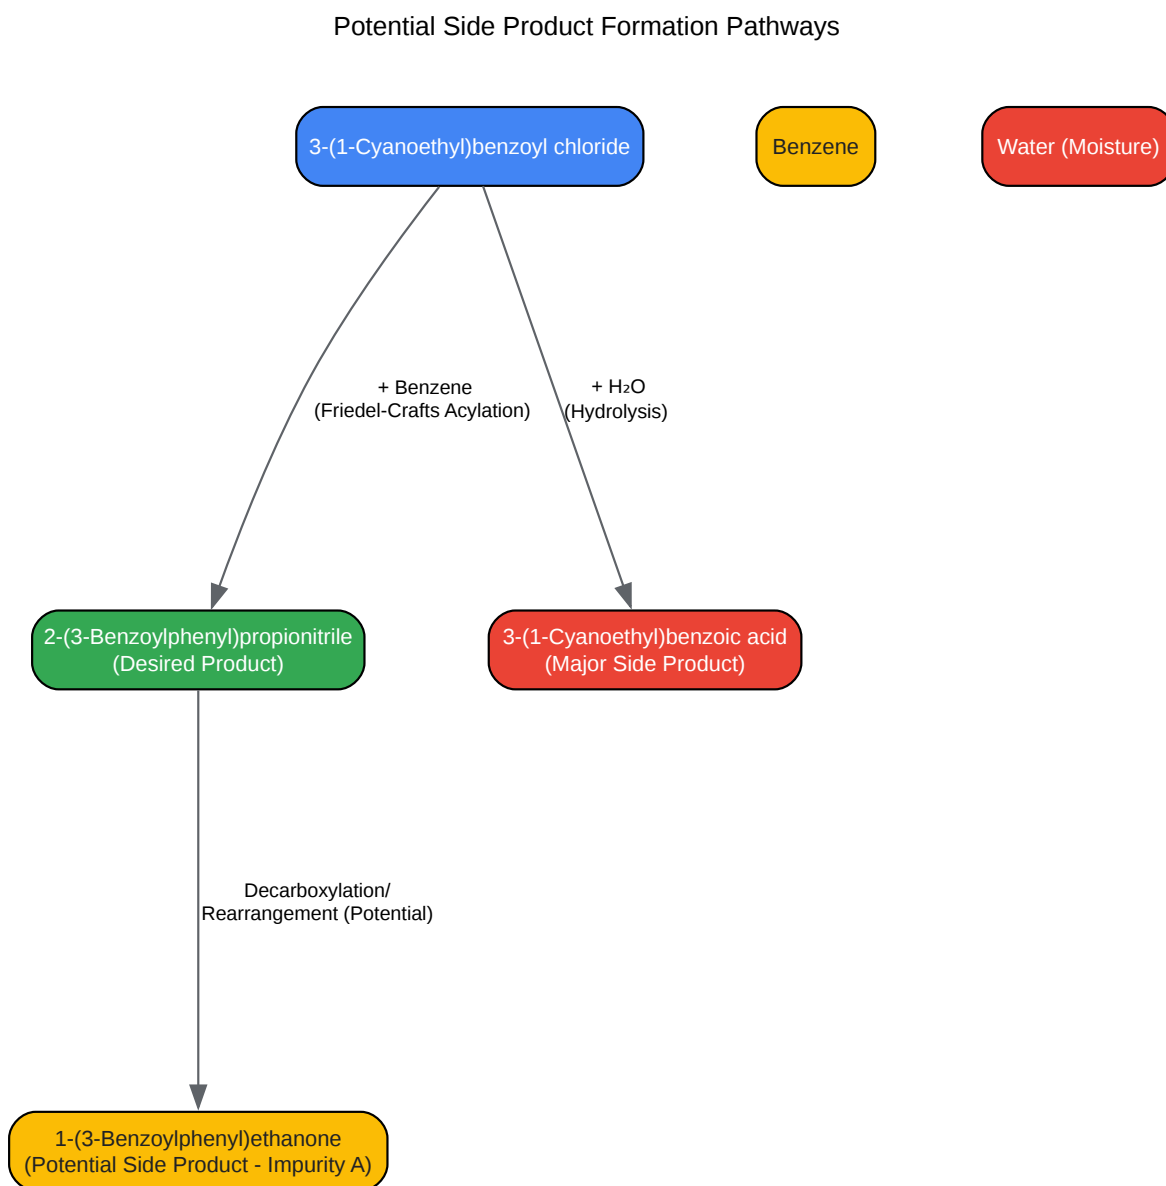 Potential Side Product Formation Pathways
3-(1-Cyanoethyl)benzoyl chloride
Benzene
Water (Moisture)
+ Benzene
(Friedel-Crafts Acylation)
+ H₂O
(Hydrolysis)
2-(3-Benzoylphenyl)propionitrile
(Desired Product)
3-(1-Cyanoethyl)benzoic acid
(Major Side Product)
Decarboxylation/
Rearrangement (Potential)
1-(3-Benzoylphenyl)ethanone
(Potential Side Product - Impurity A)